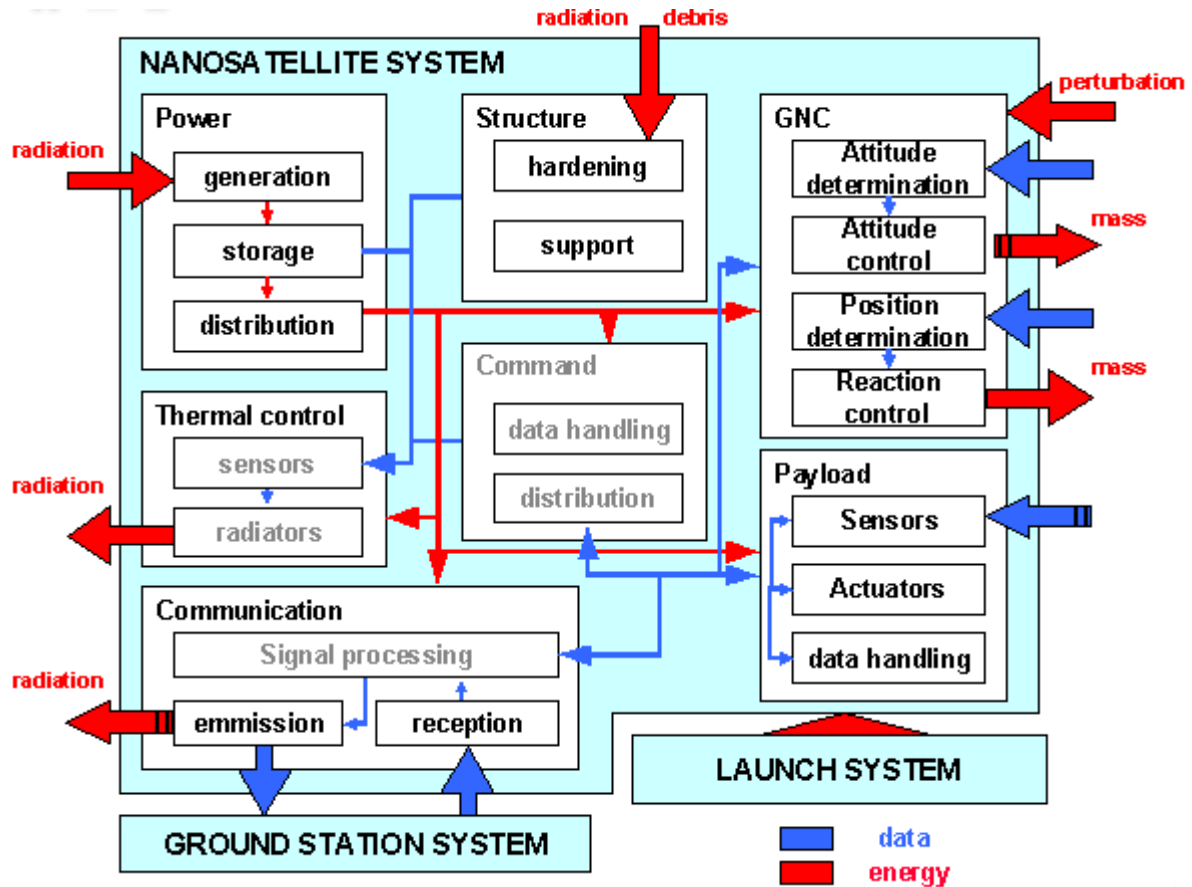 radiation debris
NANOSATELLITE SYSTEM
perturbation
Power
Structure
GNC
radiation
generation
storage
distribution
hardening
support
Attitude
determination
Attitude
control
mass
Position
determination
Reaction
control
mass
Command
data handling
distribution
Thermal control
sensors
radiators
radiation
Payload
Sensors
Actuators
data handling
Communication
Signal processing
radiation
emmission
reception
LAUNCH SYSTEM
GROUND STATION SYSTEM
data
energy